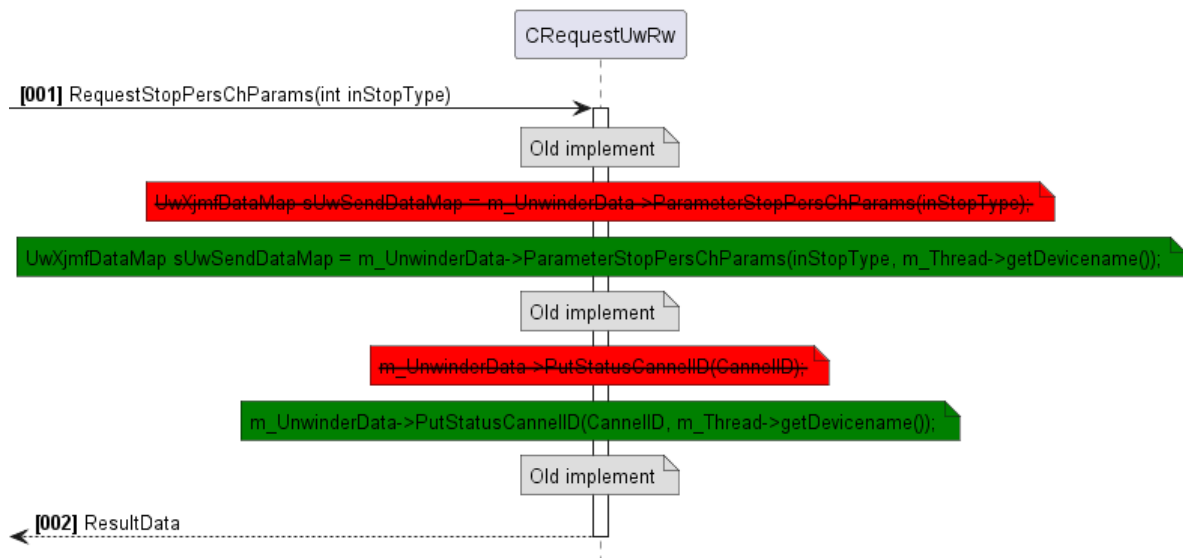 CRequestUwRw
[001] RequestStopPersChParams(int inStopType)
Old implement
UwXjmfDataMap sUwSendDataMap = m_UnwinderData->ParameterStopPersChParams(inStopType);
UwXjmfDataMap sUwSendDataMap = m_UnwinderData->ParameterStopPersChParams(inStopType, m_Thread->getDevicename());
Old implement
m_UnwinderData->PutStatusCannelID(CannelID);
m_UnwinderData->PutStatusCannelID(CannelID, m_Thread->getDevicename());
Old implement
[002] ResultData